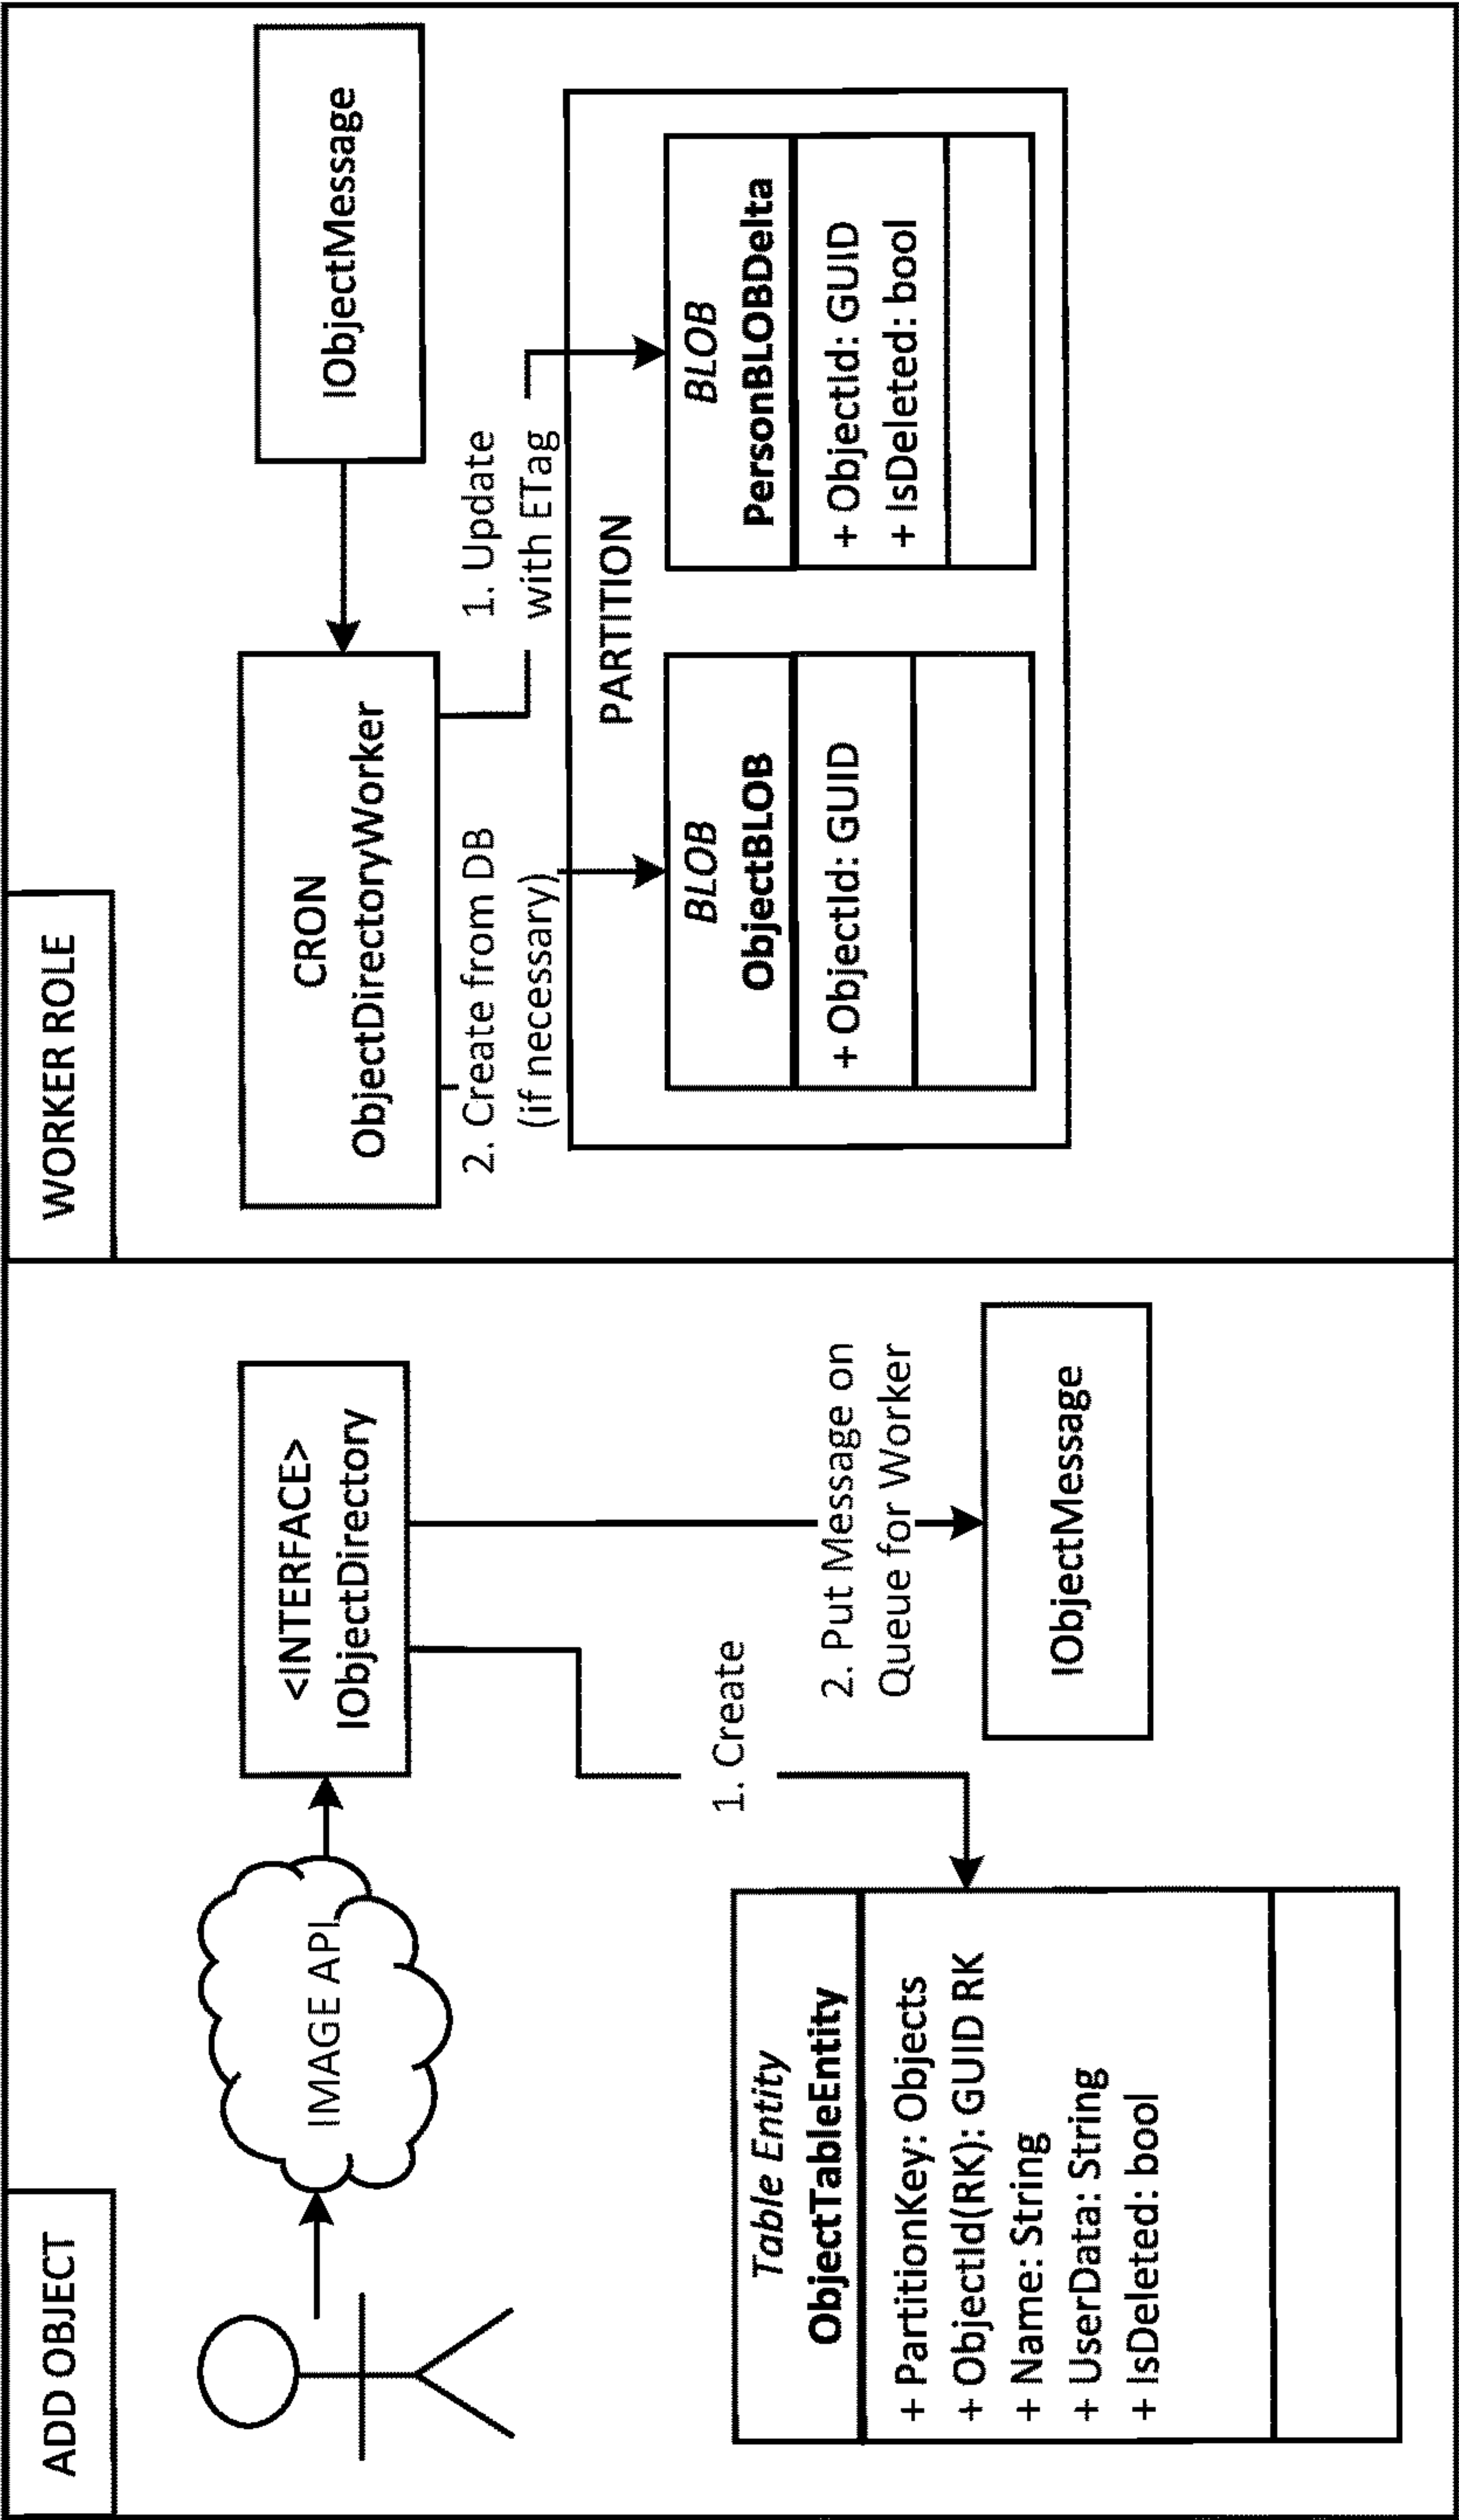 ADD OBJECT
IMAGE API
<INTERFACE>
IObjectDirectory
1. Create
2. Put Message on
Queue for Worker
Table Entity
ObjectTableEntity
+ PartitionKey: Objects
+ ObjectId(RK): GUID RK
+ Name: String
+ UserData: String
+ IsDeleted: bool
IObjectMessage
WORKER ROLE
CRON
ObjectDirectoryWorker
IObjectMessage
2. Create from DB
(if necessary)
1. Update
with ETag
PARTITION
BLOB
ObjectBLOB
+ ObjectId: GUID
BLOB
PersonBLOBDelta
+ ObjectId: GUID
+ IsDeleted: bool